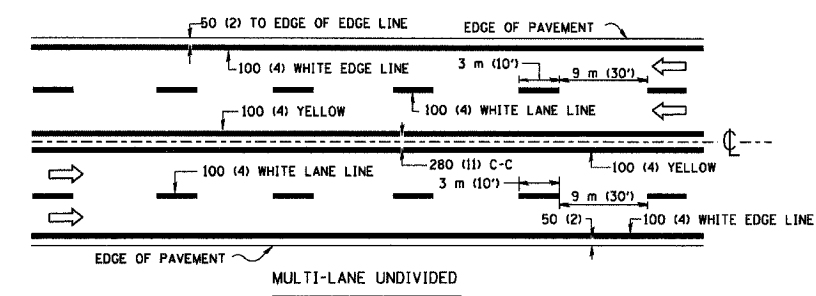 50 (2) TO EDGE OF EDGE LINE
EDGE OF PAVEMENT
100 (4) WHITE EDGE LINE
3 m (10')
9 m (30')
100 (4) YELLOW
100 (4) WHITE LANE LINE
℄
100 (4) WHITE LANE LINE
280 (11) C-C
100 (4) YELLOW
3 m (10')
9 m (30')
50 (2)
100 (4) WHITE EDGE LINE
EDGE OF PAVEMENT
MULTI-LANE UNDIVIDED